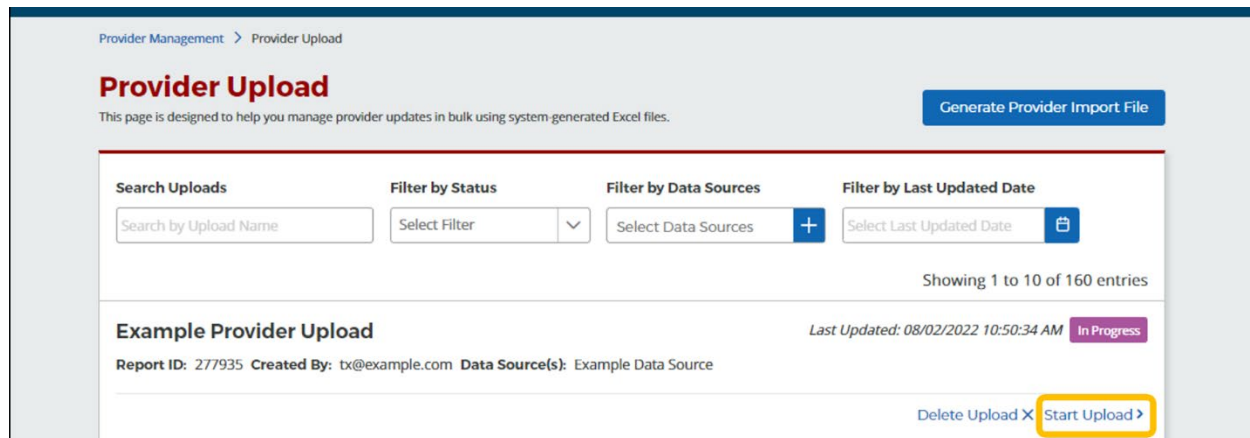 Provider Management > Provider Upload
Provider Upload
This page is designed to help you manage provider updates in bulk using system-generated Excel files.
Generate Provider Import File
Search Uploads
Filter by Status
Filter by Data Sources
Filter by Last Updated Date
Search by Upload Name
Select Filter
Select Data Sources
Select Last Updated Date
Showing 1 to 10 of 160 entries
Example Provider Upload
Last Updated: 08/02/2022 10:50:34 AM
In Progress
Report ID: 277935 Created By: tx@example.com Data Source(s): Example Data Source
Delete Upload X Start Upload >